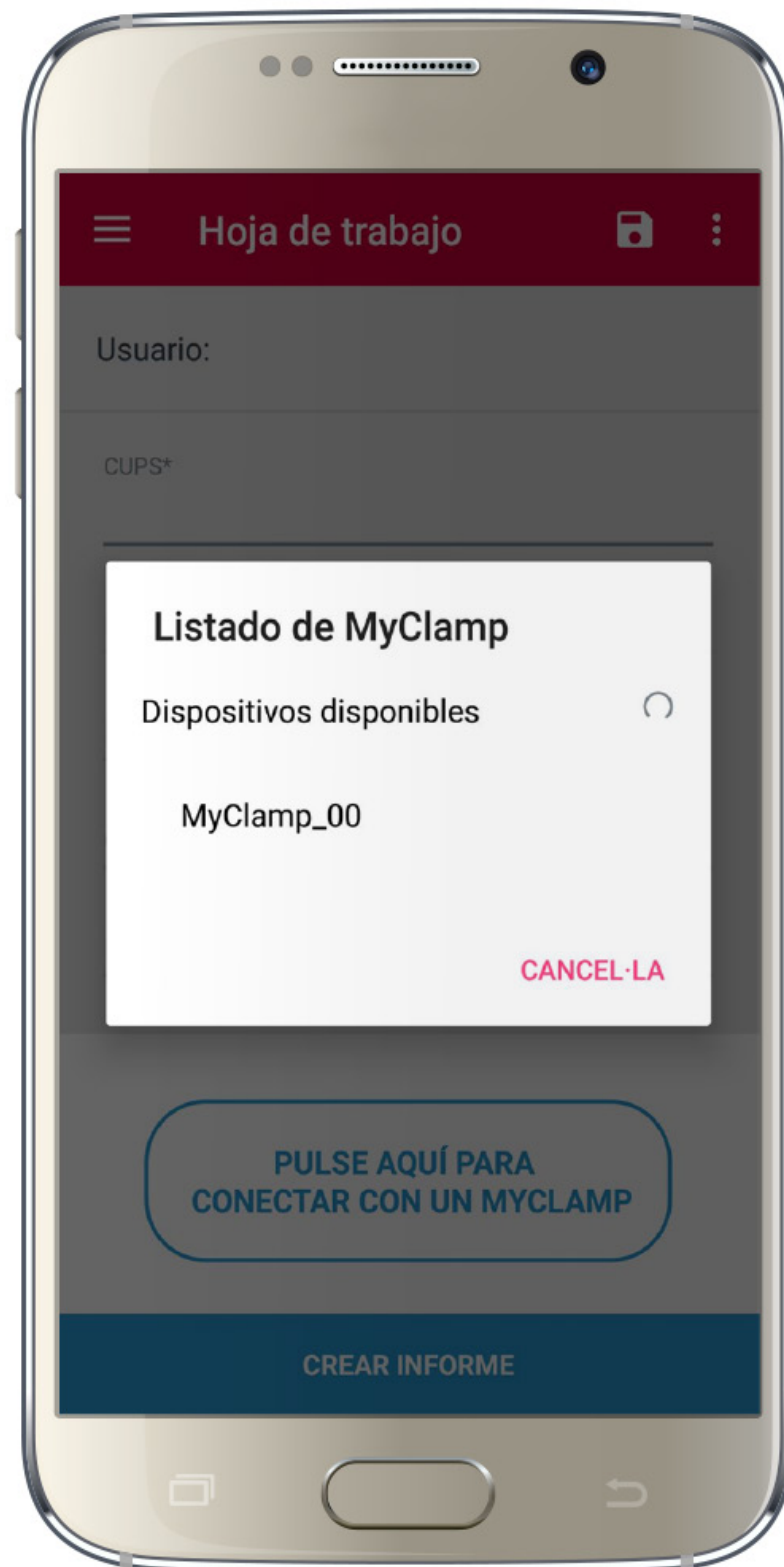 Hoja de trabajo
Usuario:
CUPS*
Listado de MyClamp
Dispositivos disponibles
MyClamp_00
CANCEL·LA
PULSE AQUÍ PARA
CONECTAR CON UN MYCLAMP
CREAR INFORME